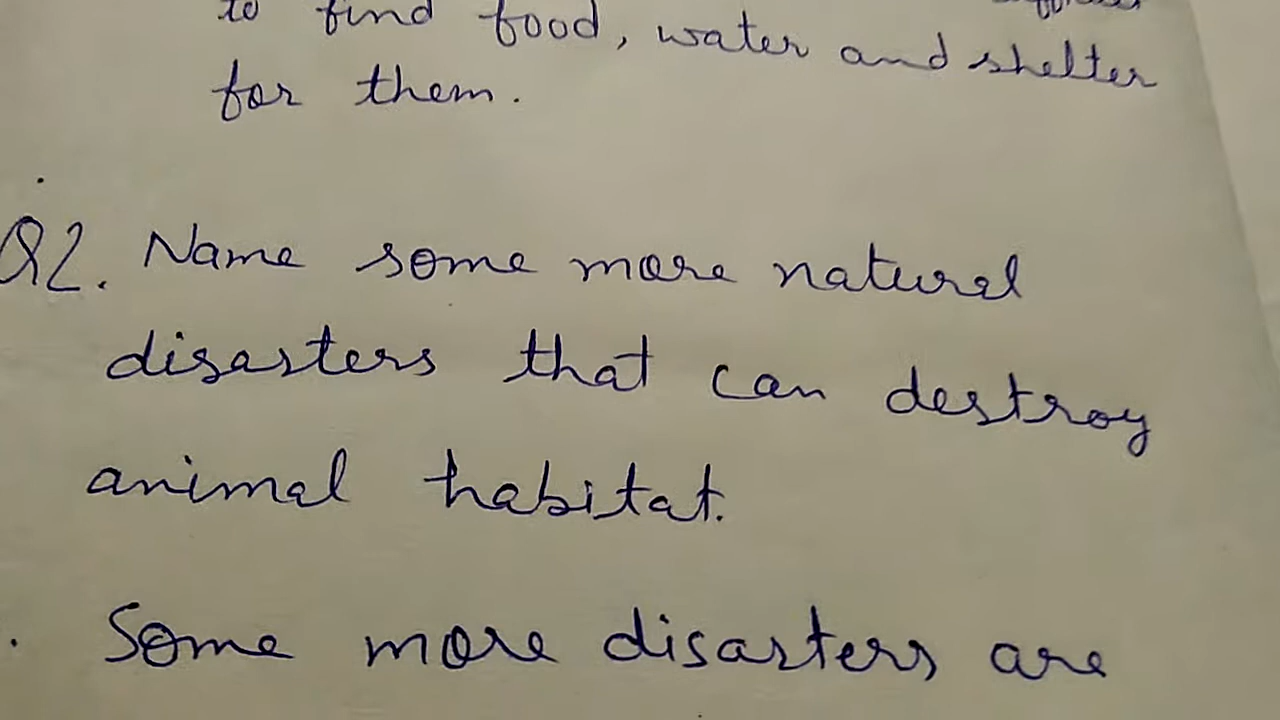 to find food, water and shelter
for them.
Q2. Name some more natural
disasters that can destroy
animal habitat.
Some more disasters are